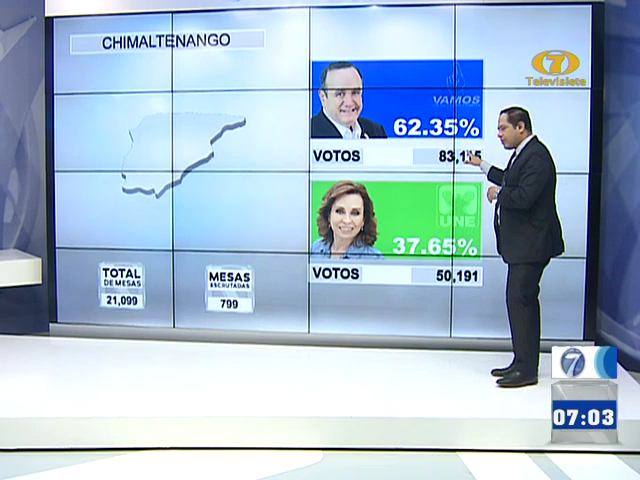 CHIMALTENANGO
7
Televisiete
VAMOS
62.35%
VOTOS
UNE
37.65%
VOTOS 50,191
TOTAL
DE MESAS
21,099
MESAS
ESCRUTADAS
799
7
07:03